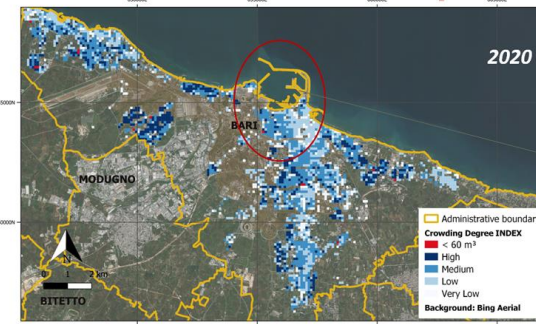 2020
BARI
MODUGNO
N
0 1 2 km
BITETTO
Administrative boundar
Crowding Degree INDEX
< 60 m³
High
Medium
Low
Very Low
Background: Bing Aerial